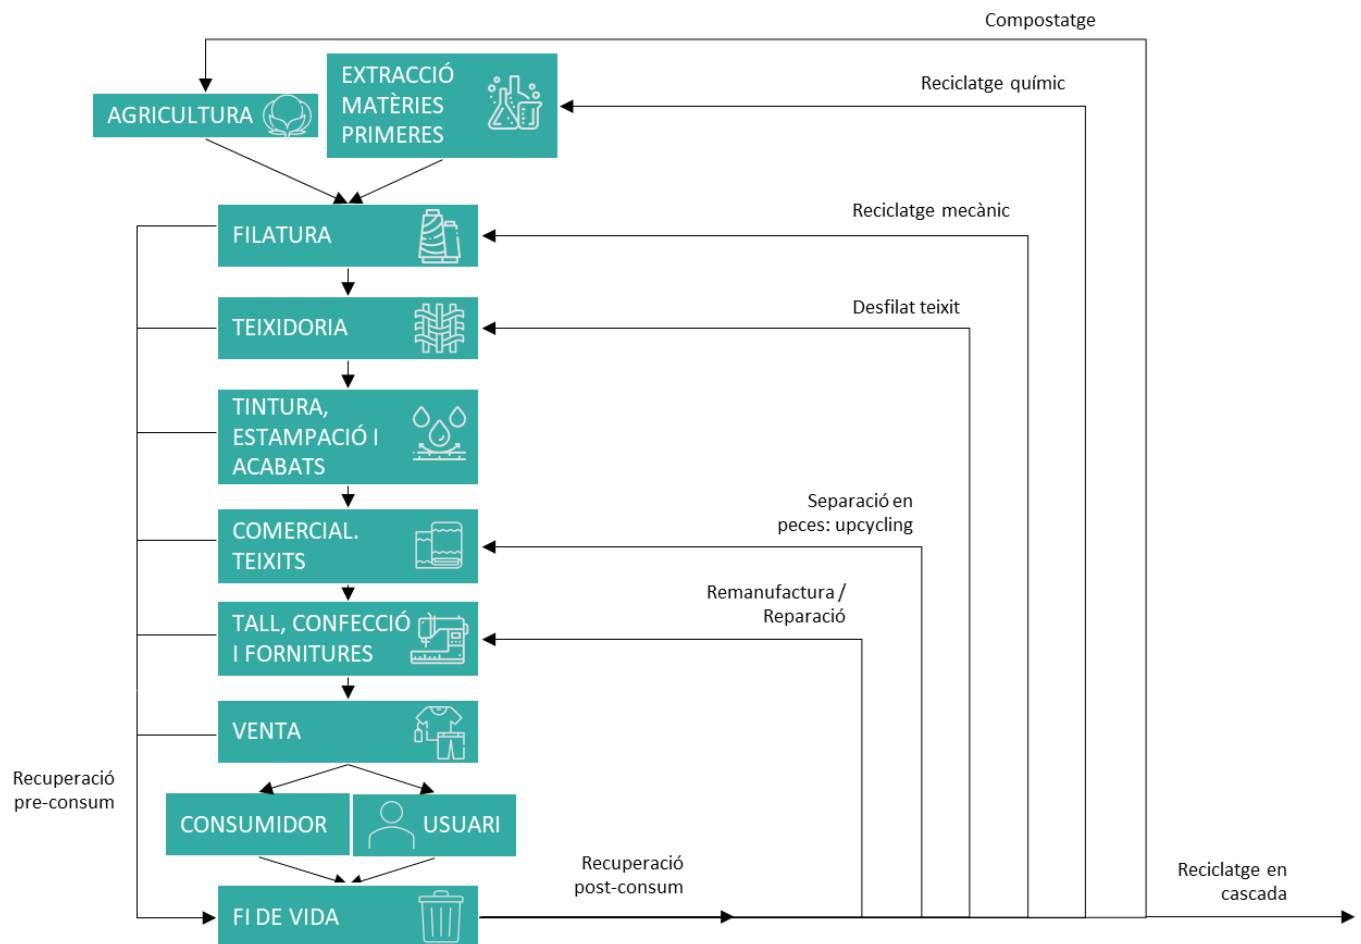 Compostatge
AGRICULTURA
EXTRACCIÓ
MATÈRIES
PRIMERES
Reciclatge químic
FILATURA
Reciclatge mecànic
TEIXIDORIA
Desfilat teixit
TINTURA,
ESTAMPACIÓ I
ACABATS
COMERCIAL.
TEIXITS
Separació en
peces: upcycling
TALL, CONFECCIÓ
I FORNITURES
Remanufactura /
Reparació
VENTA
Recuperació
pre-consum
CONSUMIDOR
USUARI
FI DE VIDA
Recuperació
post-consum
Reciclatge en
cascada